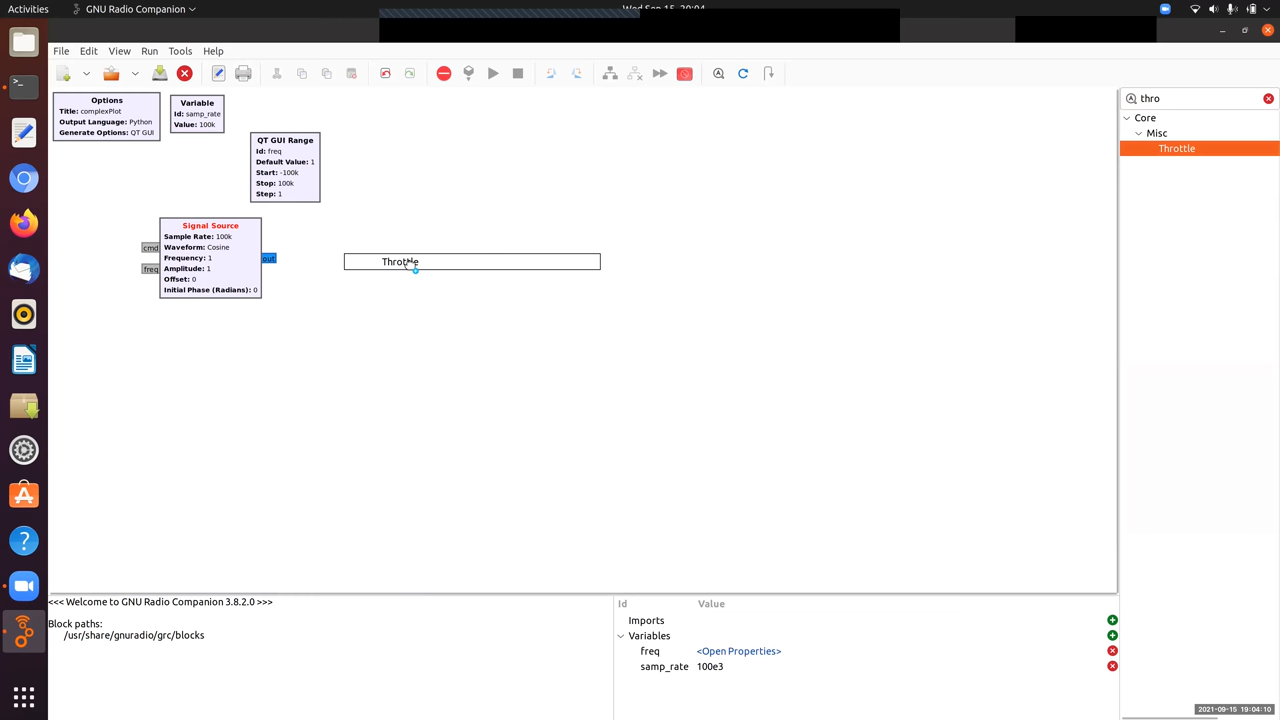 Activities
GNU Radio Companion
Wed Sep 15, 20:04
File Edit View Run Tools Help
Options
Title: complexPlot
Output Language: Python
Generate Options: QT GUI
Variable
Id: samp_rate
Value: 100k
QT GUI Range
Id: freq
Default Value: 1
Start: -100k
Stop: 100k
Step: 1
Signal Source
Sample Rate: 100k
Waveform: Cosine
Frequency: 1
Amplitude: 1
Offset: 0
Initial Phase (Radians): 0
cmd
freq
out
Throttle
thro
Core
Misc
Throttle
<<< Welcome to GNU Radio Companion 3.8.2.0 >>>
Block paths:
/usr/share/gnuradio/grc/blocks
Id Value
Imports
Variables
freq <Open Properties>
samp_rate 100e3
2021-09-15 19:04:10